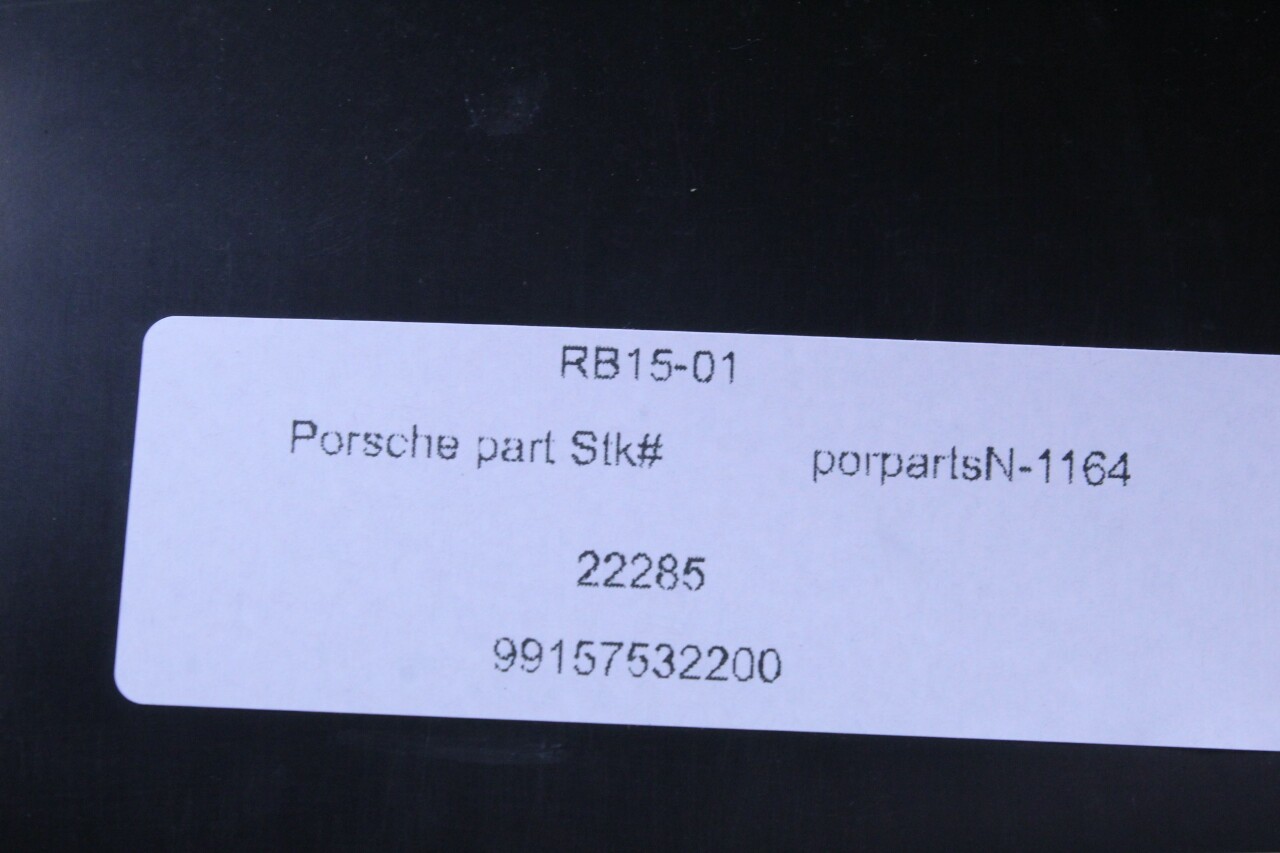 RB15-01
Porsche part Stk# porpartsN-1164
22285
99157532200